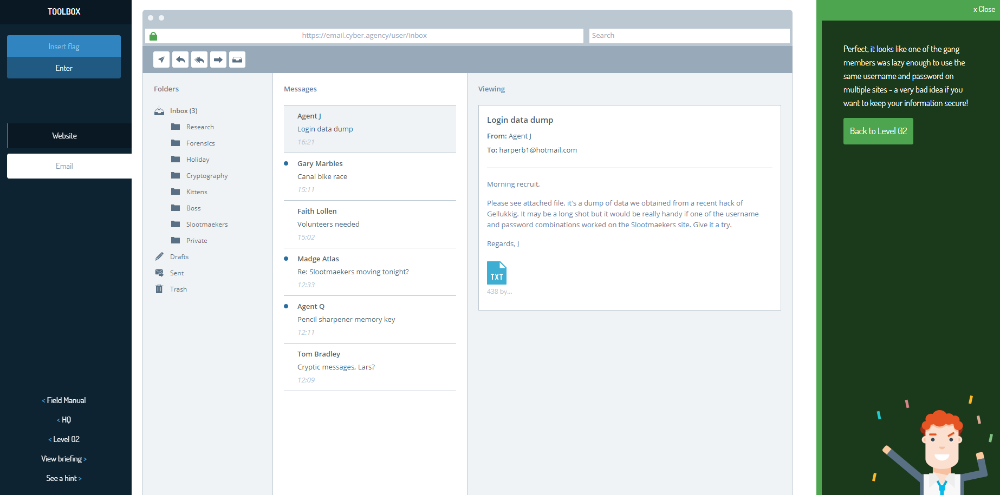 TOOLBOX
Insert flag
Enter
Website
Email
< Field Manual
< HQ
< Level 02
View briefing >
See a hint >
https://email.cyber.agency/user/inbox
Search
Folders
Inbox (3)
Research
Forensics
Holiday
Cryptography
Kittens
Boss
Slootmaekers
Private
Drafts
Sent
Trash
Messages
Agent J
Login data dump
16:21
Gary Marbles
Canal bike race
15:11
Faith Lollen
Volunteers needed
15:02
Madge Atlas
Re: Slootmaekers moving tonight?
12:33
Agent Q
Pencil sharpener memory key
12:11
Tom Bradley
Cryptic messages, Lars?
12:09
Viewing
Login data dump
From: Agent J
To: harperb1@hotmail.com
Morning recruit,
Please see attached file, it's a dump of data we obtained from a recent hack of
Gellukkig. It may be a long shot but it would be really handy if one of the username
and password combinations worked on the Slootmaekers site. Give it a try.
Regards, J
TXT
438 by...
x Close
Perfect, it looks like one of the gang
members was lazy enough to use the
same username and password on
multiple sites - a very bad idea if you
want to keep your information secure!
Back to Level 02